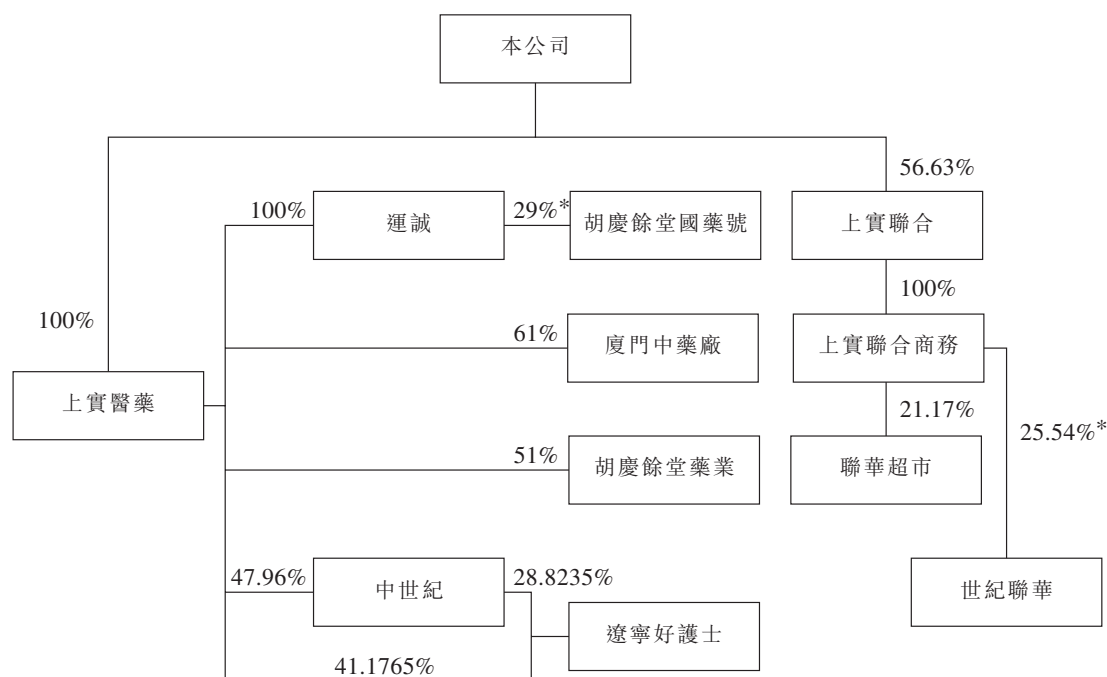 本公司
56.63%
100%
運誠
29%*
胡慶餘堂國藥號
上實聯合
100%
100%
61%
廈門中藥廠
上實聯合商務
上實醫藥
21.17%
25.54%*
51%
胡慶餘堂藥業
聯華超市
47.96%
中世紀
28.8235%
世紀聯華
遼寧好護士
41.1765%